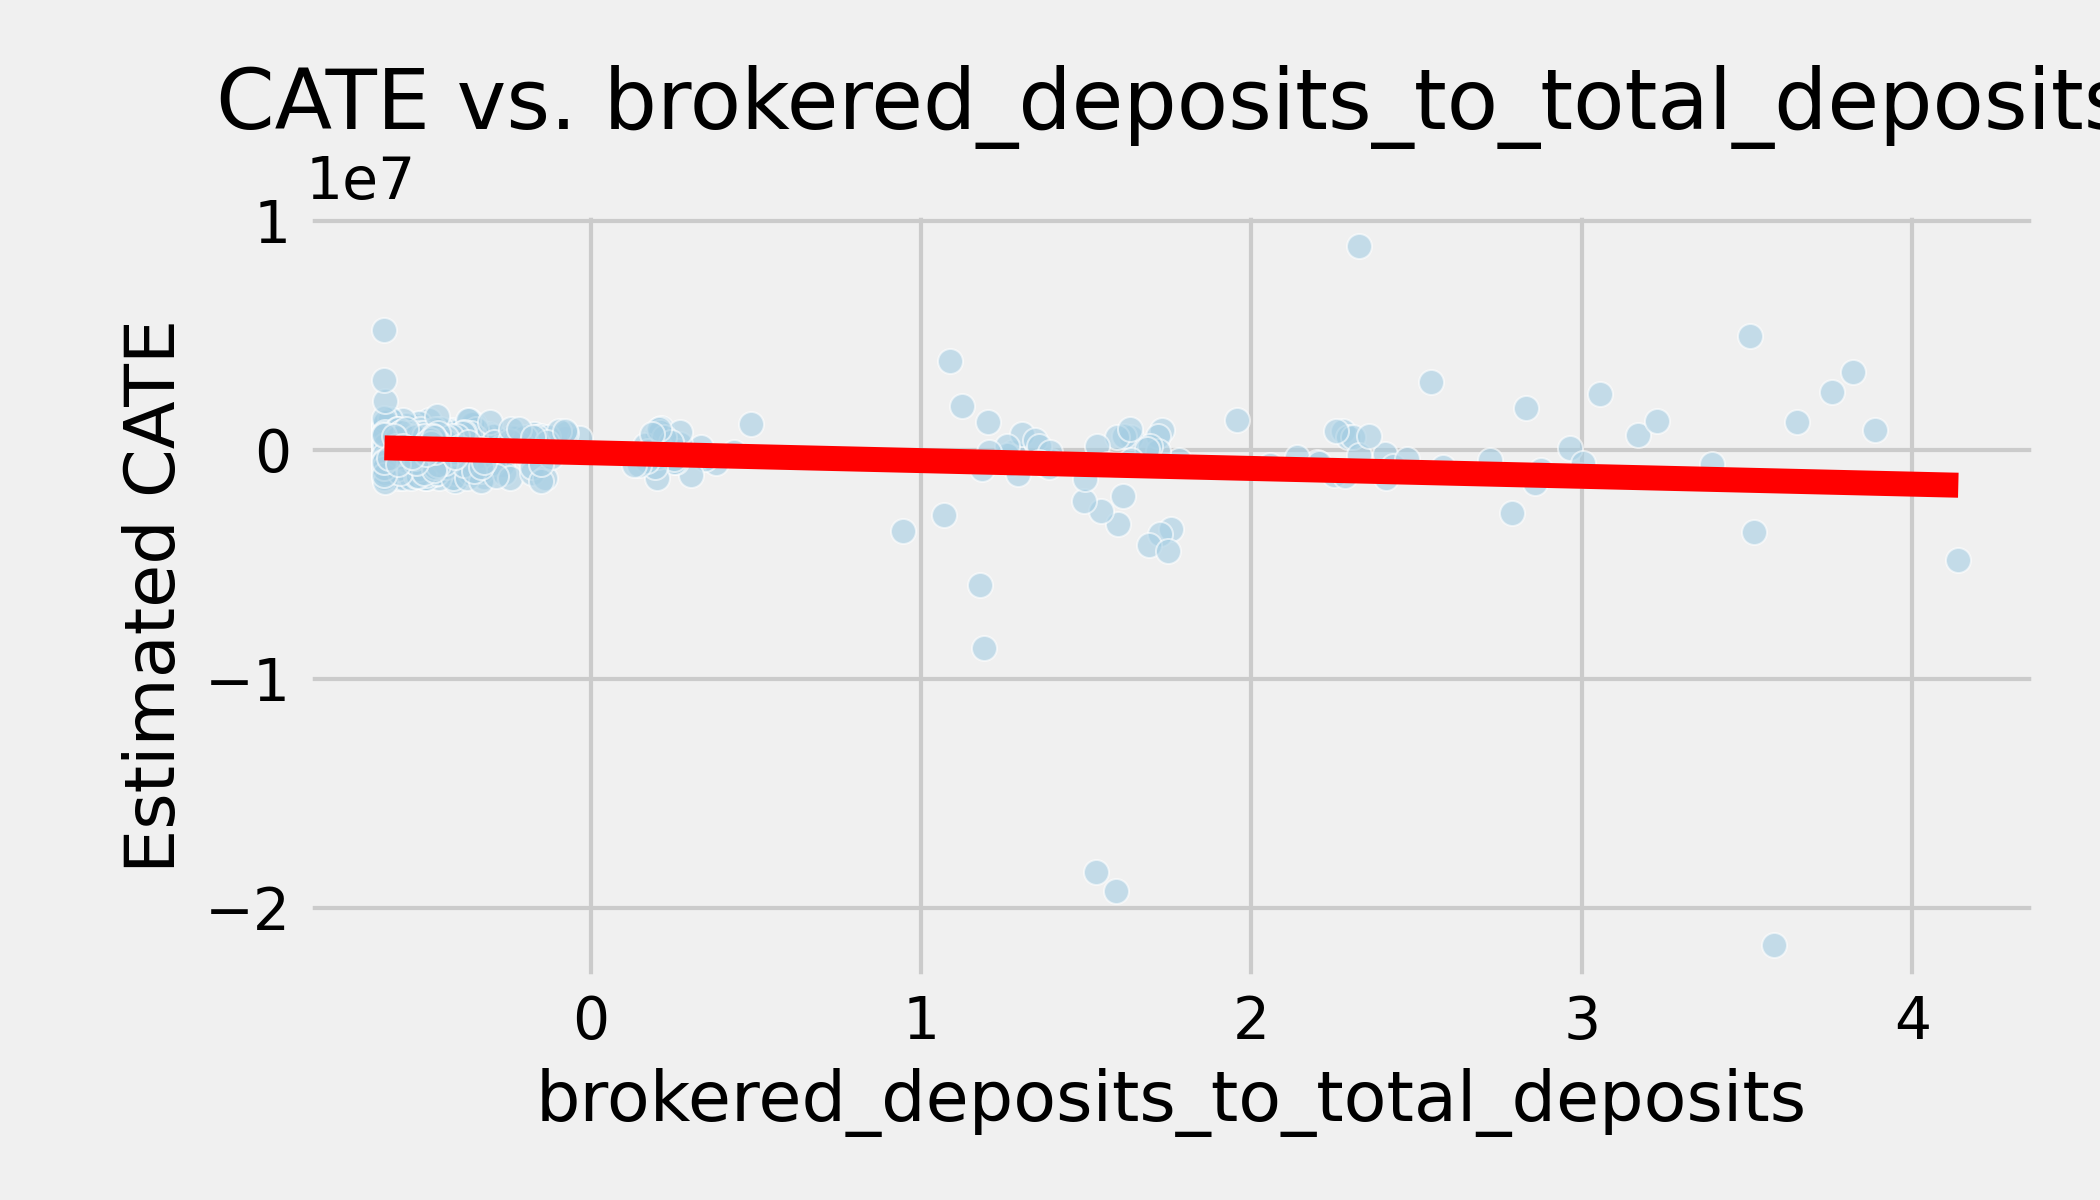 CATE vs. brokered_deposits_to_total_deposits
1e7
1
0
−1
−2
Estimated CATE
0 1 2 3 4
brokered_deposits_to_total_deposits